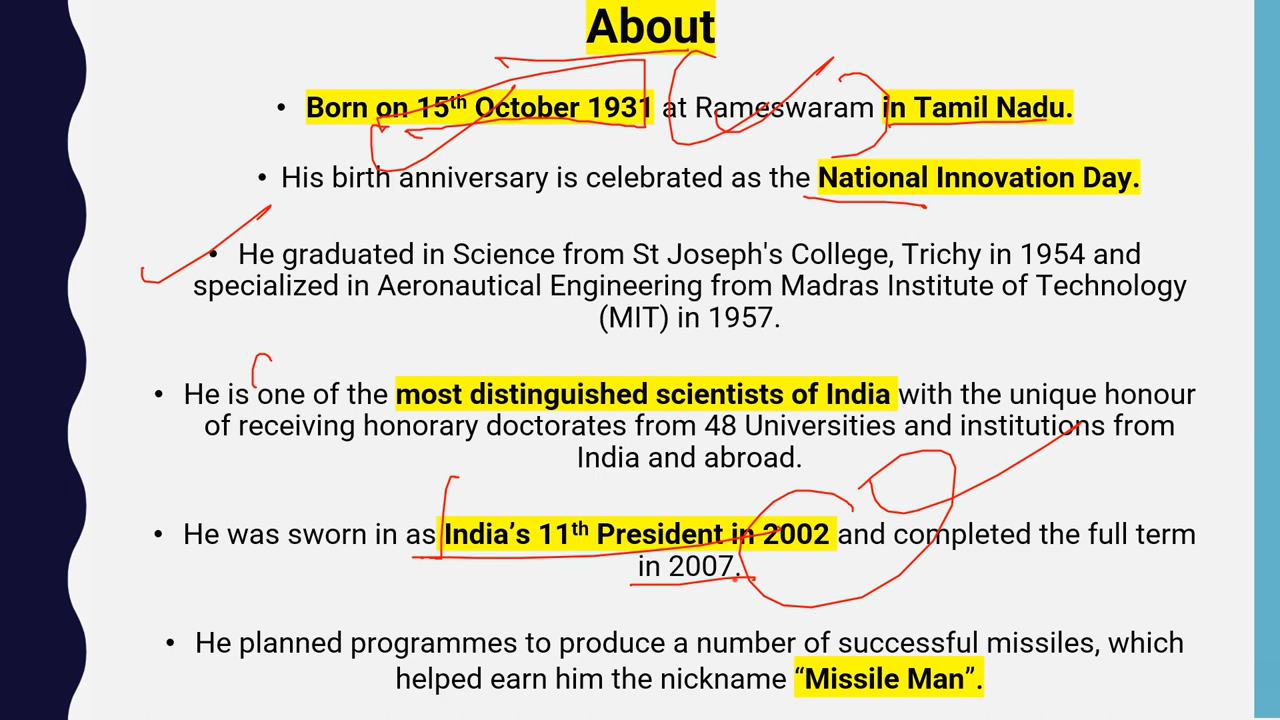 About
• Born on 15th October 1931 at Rameswaram in Tamil Nadu.
• His birth anniversary is celebrated as the National Innovation Day.
• He graduated in Science from St Joseph's College, Trichy in 1954 and
specialized in Aeronautical Engineering from Madras Institute of Technology
(MIT) in 1957.
• He is one of the most distinguished scientists of India with the unique honour
of receiving honorary doctorates from 48 Universities and institutions from
India and abroad.
• He was sworn in as India’s 11th President in 2002 and completed the full term
in 2007.
• He planned programmes to produce a number of successful missiles, which
helped earn him the nickname “Missile Man”.